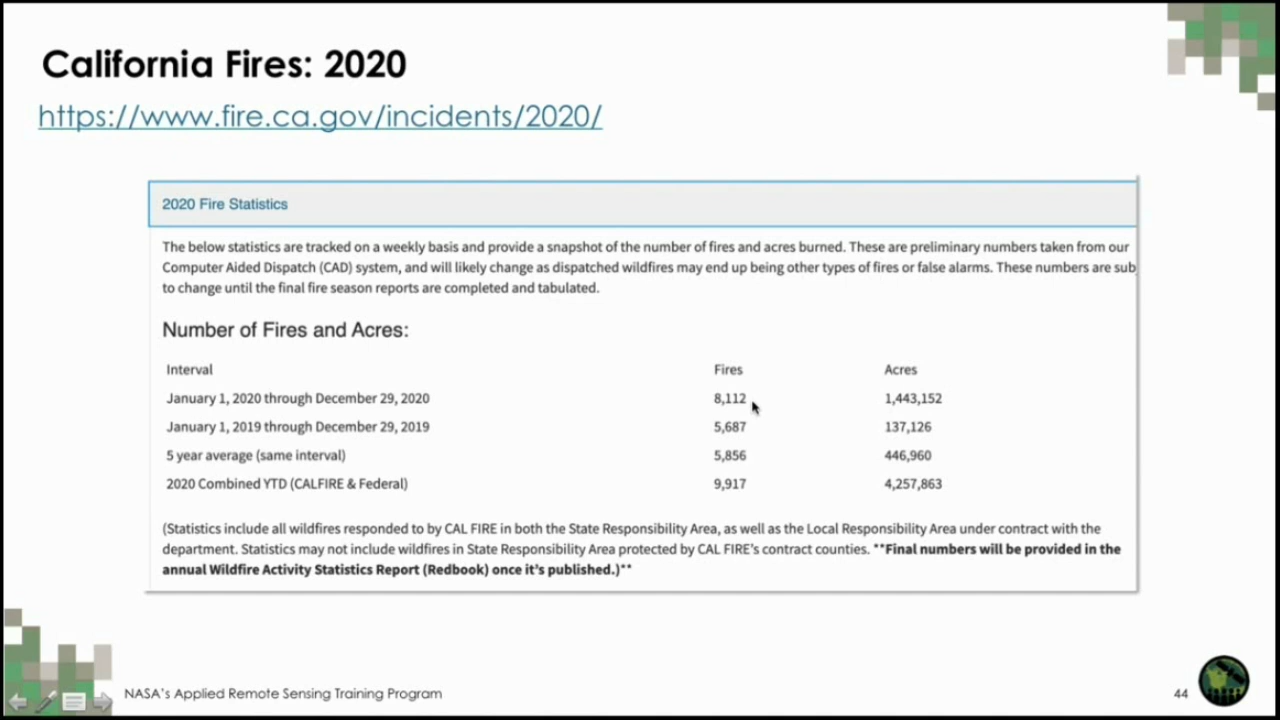 California Fires: 2020
https://www.fire.ca.gov/incidents/2020/
2020 Fire Statistics
The below statistics are tracked on a weekly basis and provide a snapshot of the number of fires and acres burned. These are preliminary numbers taken from our
Computer Aided Dispatch (CAD) system, and will likely change as dispatched wildfires may end up being other types of fires or false alarms. These numbers are sub
to change until the final fire season reports are completed and tabulated.
Number of Fires and Acres:
Interval Fires Acres
January 1, 2020 through December 29, 2020 8,112 1,443,152
January 1, 2019 through December 29, 2019 5,687 137,126
5 year average (same interval) 5,856 446,960
2020 Combined YTD (CALFIRE & Federal) 9,917 4,257,863
(Statistics include all wildfires responded to by CAL FIRE in both the State Responsibility Area, as well as the Local Responsibility Area under contract with the
department. Statistics may not include wildfires in State Responsibility Area protected by CAL FIRE's contract counties. **Final numbers will be provided in the
annual Wildfire Activity Statistics Report (Redbook) once it's published.)**
NASA's Applied Remote Sensing Training Program 44